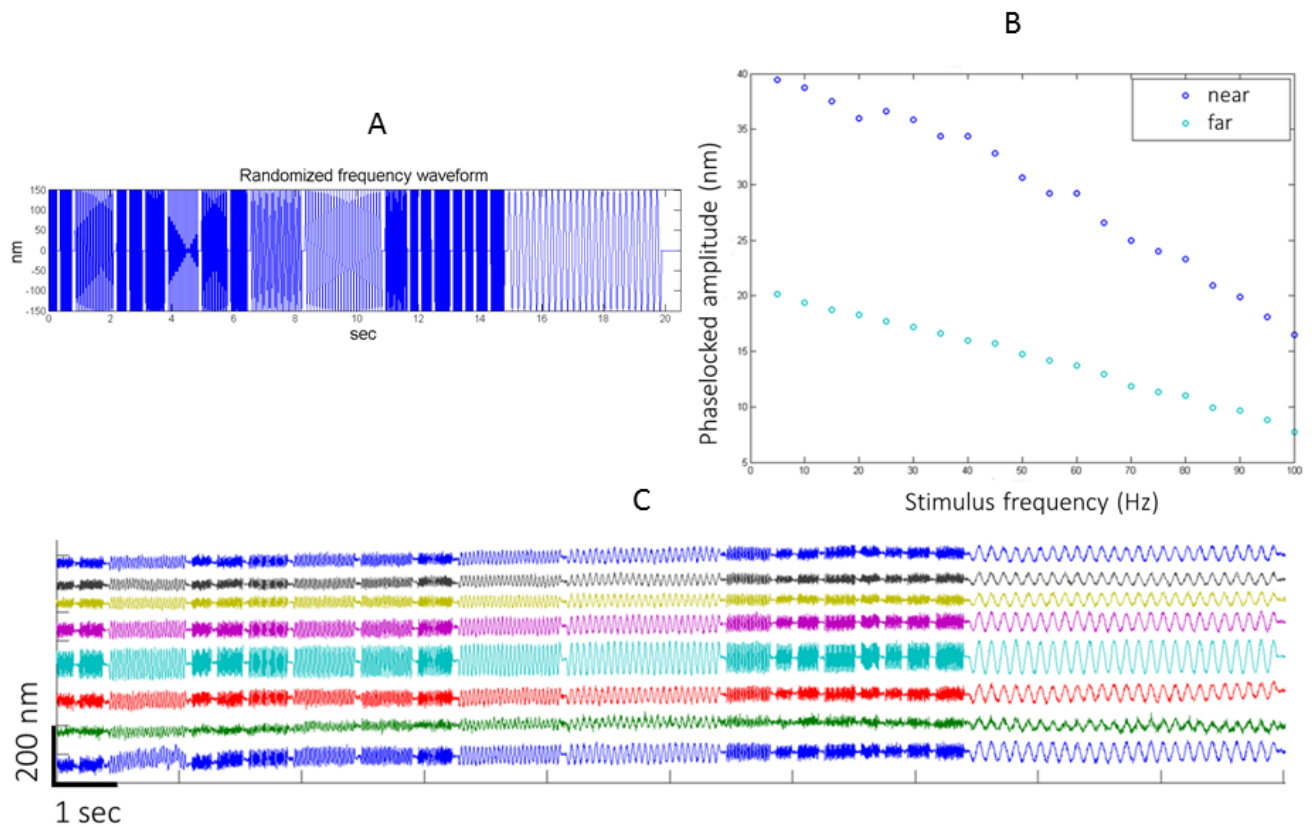 A
Randomized frequency waveform
150
100
50
0
-50
-100
-150
nm
0 2 4 6 8 10 12 14 16 18 20
sec
B
40
35
30
25
20
15
10
5
Phaselocked amplitude (nm)
near
far
0 10 20 30 40 50 60 70 80 90 100
Stimulus frequency (Hz)
C
200 nm
1 sec